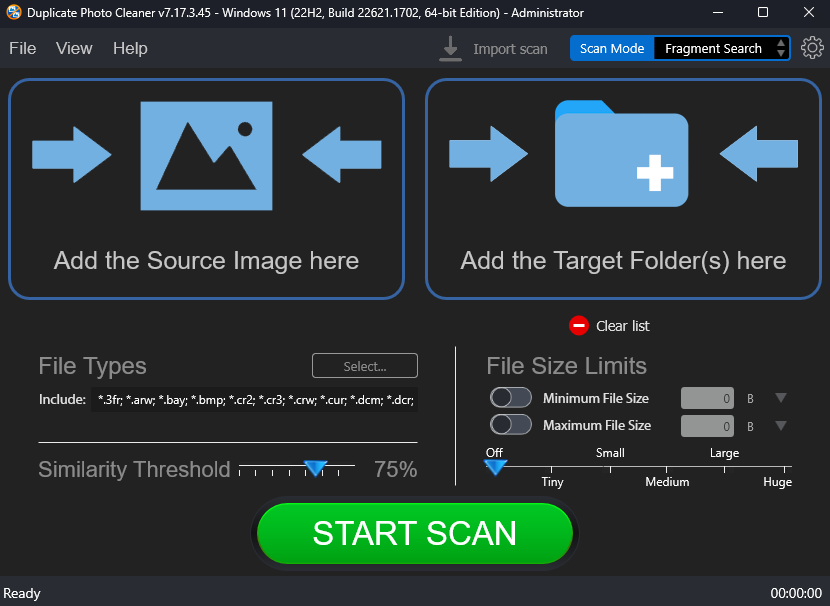 Duplicate Photo Cleaner v7.17.3.45 - Windows 11 (22H2, Build 22621.1702, 64-bit Edition) - Administrator
File View Help Import scan Scan Mode Fragment Search
Add the Source Image here
Add the Target Folder(s) here
Clear list
File Types Select...
Include: *.3fr; *.arw; *.bay; *.bmp; *.cr2; *.cr3; *.crw; *.cur; *.dcm; *.dcr;
Similarity Threshold 75%
File Size Limits
Minimum File Size 0 B
Maximum File Size 0 B
Off Small Large
Tiny Medium Huge
START SCAN
Ready 00:00:00